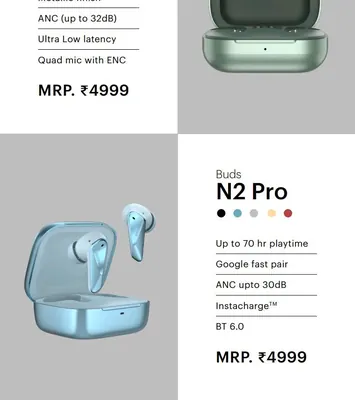 ANC (up to 32dB)
Ultra Low latency
Quad mic with ENC
MRP. ₹4999
Buds
N2 Pro
Up to 70 hr playtime
Google fast pair
ANC upto 30dB
Instacharge™
BT 6.0
MRP. ₹4999